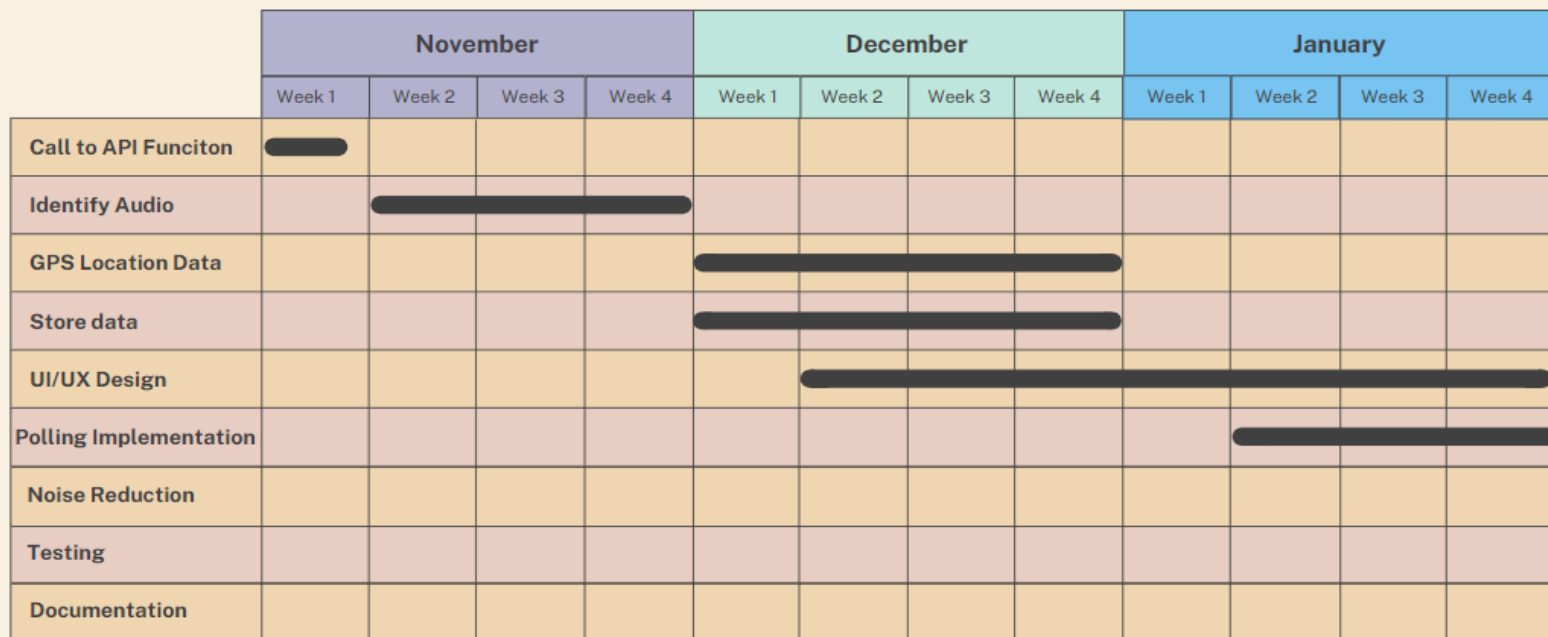 November December January
Week 1 Week 2 Week 3 Week 4 Week 1 Week 2 Week 3 Week 4 Week 1 Week 2 Week 3 Week 4
Call to API Funciton
Identify Audio
GPS Location Data
Store data
UI/UX Design
Polling Implementation
Noise Reduction
Testing
Documentation